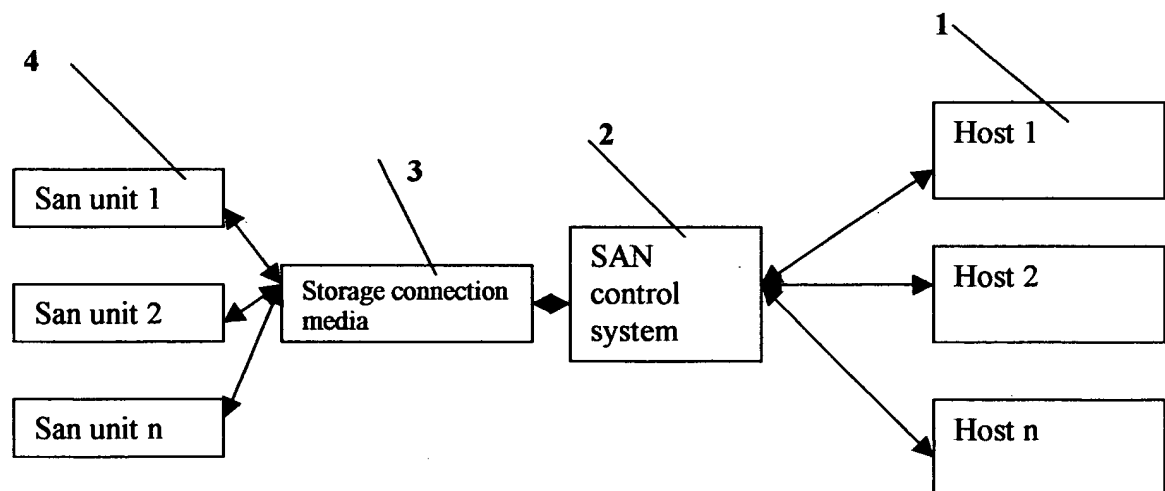 1
4
2
3
Host 1
San unit 1
SAN
control
system
Host 2
Storage connection
media
San unit 2
San unit n
Host n